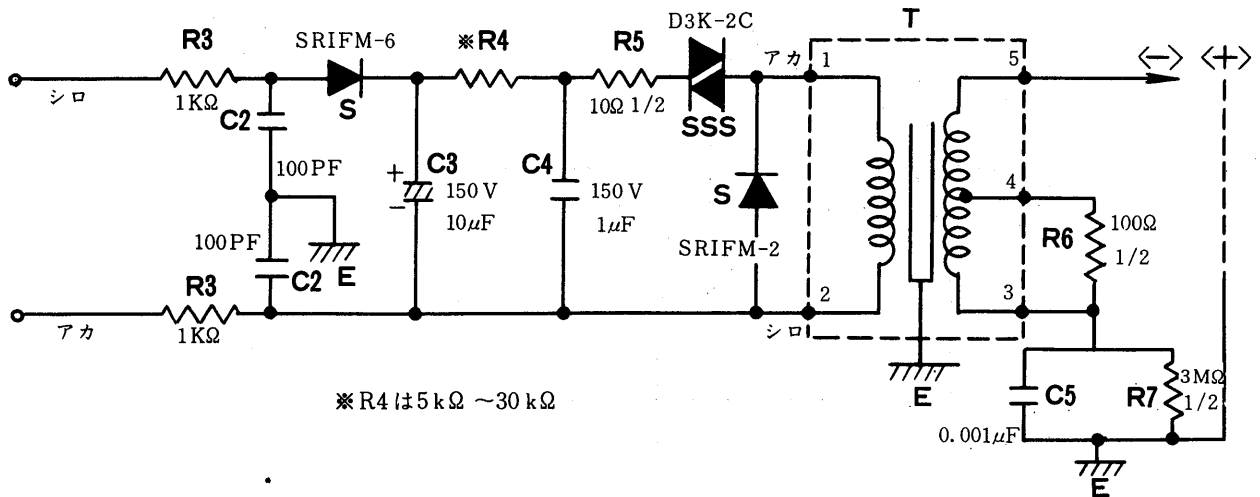 T
D3K-2C
R3
SRIFM-6
※R4
R5
アカ
1
5
〈−〉
〈+〉
シロ
1KΩ
C2
S
10Ω 1/2
SSS
100PF
C3
+
−
150V
10μF
C4
150V
1μF
S
SRIFM-2
4
R6
100Ω
1/2
100PF
C2
E
R3
アカ
1KΩ
2
シロ
3
E
※R4は5kΩ ～30kΩ
C5
0.001μF
R7
3MΩ
1/2
E